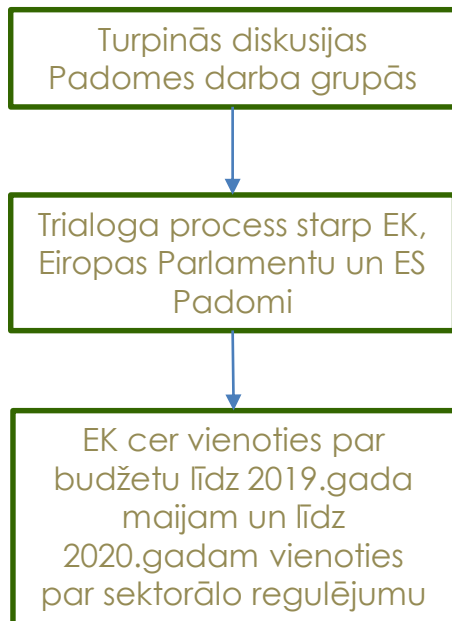 Turpinās diskusijas
Padomes darba grupās
Trialoga process starp EK,
Eiropas Parlamentu un ES
Padomi
EK cer vienoties par
budžetu līdz 2019.gada
maijam un līdz
2020.gadam vienoties
par sektorālo regulējumu